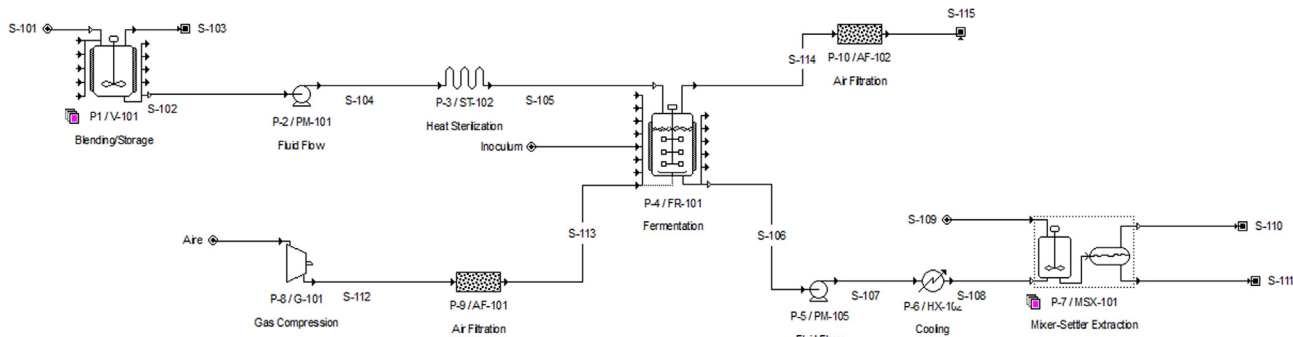 S-101
S-103
S-102
P1 / V-101
Blending/Storage
P-2 / PM-101
Fluid Flow
S-104
P-3 / ST-102
Heat Sterilization
S-105
Inoculum
P-4 / FR-101
Fermentation
S-114
P-10 / AF-102
Air Filtration
S-115
Aire
P-8 / G-101
Gas Compression
S-112
P-9 / AF-101
Air Filtration
S-113
S-106
P-5 / PM-105
S-107
P-6 / HX-102
Cooling
S-108
S-109
P-7 / MSX-101
Mixer-Settler Extraction
S-110
S-111